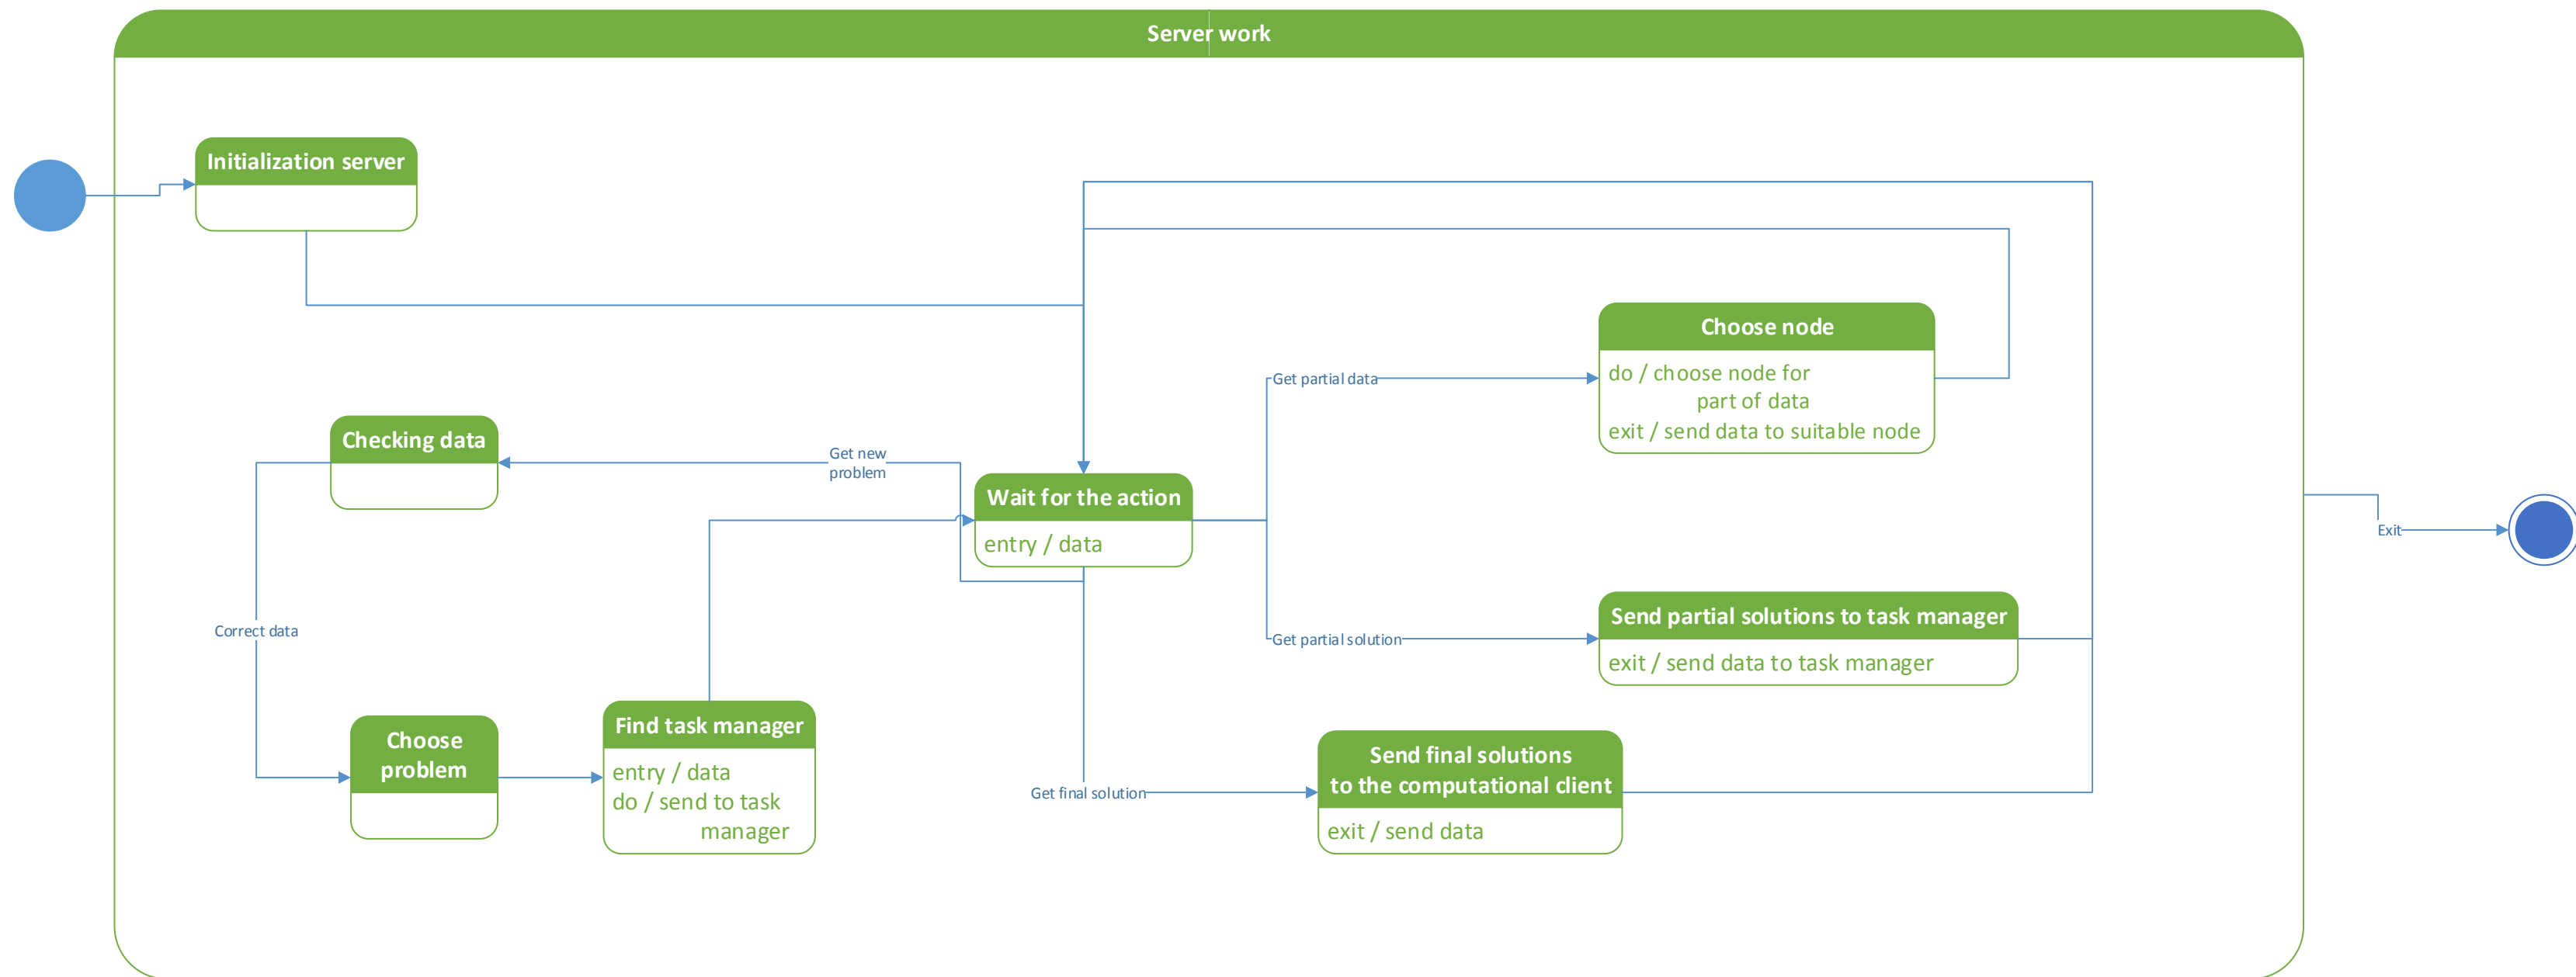 Server work
Initialization server
Choose node
do / choose node for
part of data
exit / send data to suitable node
Get partial data
Checking data
Get new
problem
Wait for the action
entry / data
Exit
Correct data
Get partial solution
Send partial solutions to task manager
exit / send data to task manager
Choose
problem
Find task manager
entry / data
do / send to task
manager
Get final solution
Send final solutions
to the computational client
exit / send data